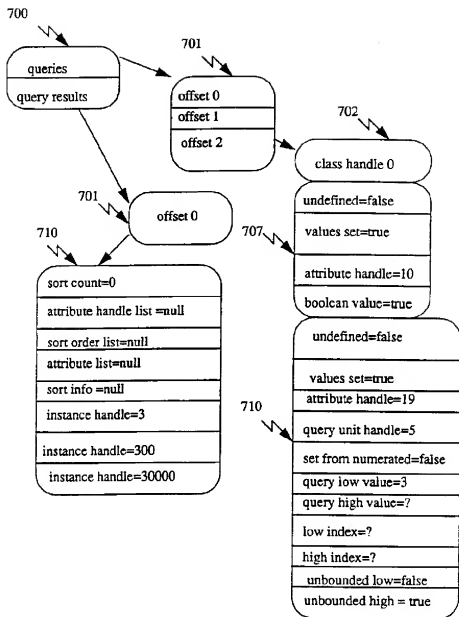 700
queries
query results
701
offset 0
offset 1
offset 2
702
class handle 0
701
offset 0
undefined=false
values set=true
707
attribute handle=10
boolean value=true
710
sort count=0
attribute handle list =null
sort order list=null
attribute list=null
sort info =null
instance handle=3
instance handle=300
instance handle=30000
undefined=false
values set=true
attribute handle=19
710
query unit handle=5
set from numerated=false
query low value=3
query high value=?
low index=?
high index=?
unbounded low=false
unbounded high = true